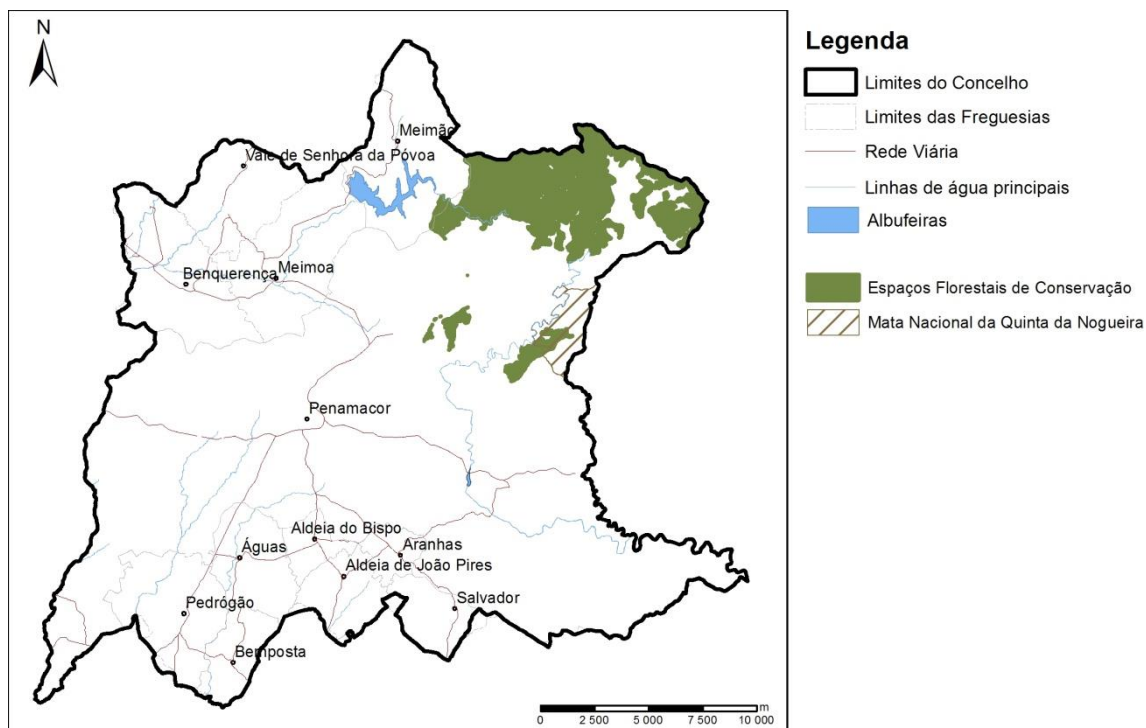 N
Meimão
Vale de Senhora da Póvoa
Benquerença
Meimoa
Penamacor
Aldeia do Bispo
Águas
Aranhas
Aldeia de João Pires
Pedrógão
Salvador
Bemposta
m
0 2 500 5 000 7 500 10 000
Legenda
Limites do Concelho
Limites das Freguesias
Rede Viária
Linhas de água principais
Albufeiras
Espaços Florestais de Conservação
Mata Nacional da Quinta da Nogueira